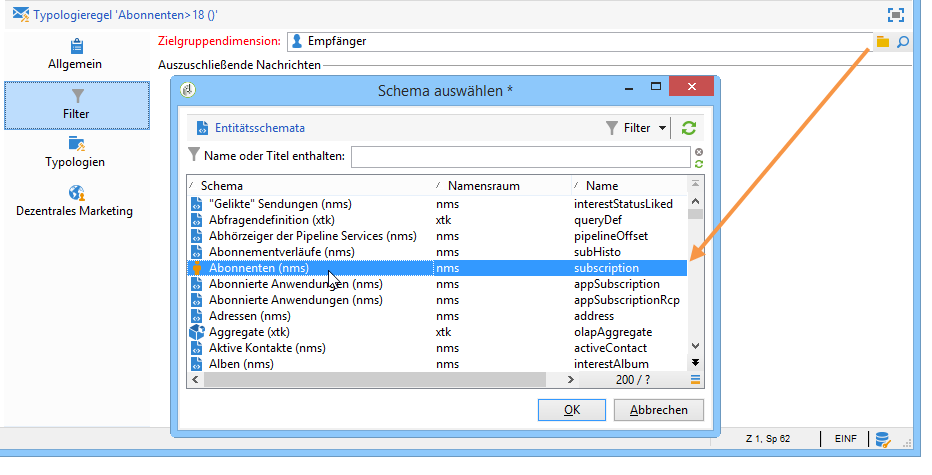 Typologieregel 'Abonnenten>18 ()'
Allgemein
Filter
Typologien
Dezentrales Marketing
Zielgruppendimension: Empfänger
Auszuschließende Nachrichten
Schema auswählen *
Entitätsschemata Filter
Name oder Titel enthalten:
Schema Namensraum Name
"Gelikte" Sendungen (nms) nms interestStatusLiked
Abfragendefinition (xtk) xtk queryDef
Abhörzeiger der Pipeline Services (nms) nms pipelineOffset
Abonnementverläufe (nms) nms subHisto
Abonnenten (nms) nms subscription
Abonnierte Anwendungen (nms) nms appSubscription
Abonnierte Anwendungen (nms) nms appSubscriptionRcp
Adressen (nms) nms address
Aggregate (xtk) xtk olapAggregate
Aktive Kontakte (nms) nms activeContact
Alben (nms) nms interestAlbum
200 / ?
OK Abbrechen
Z 1, Sp 62 EINF